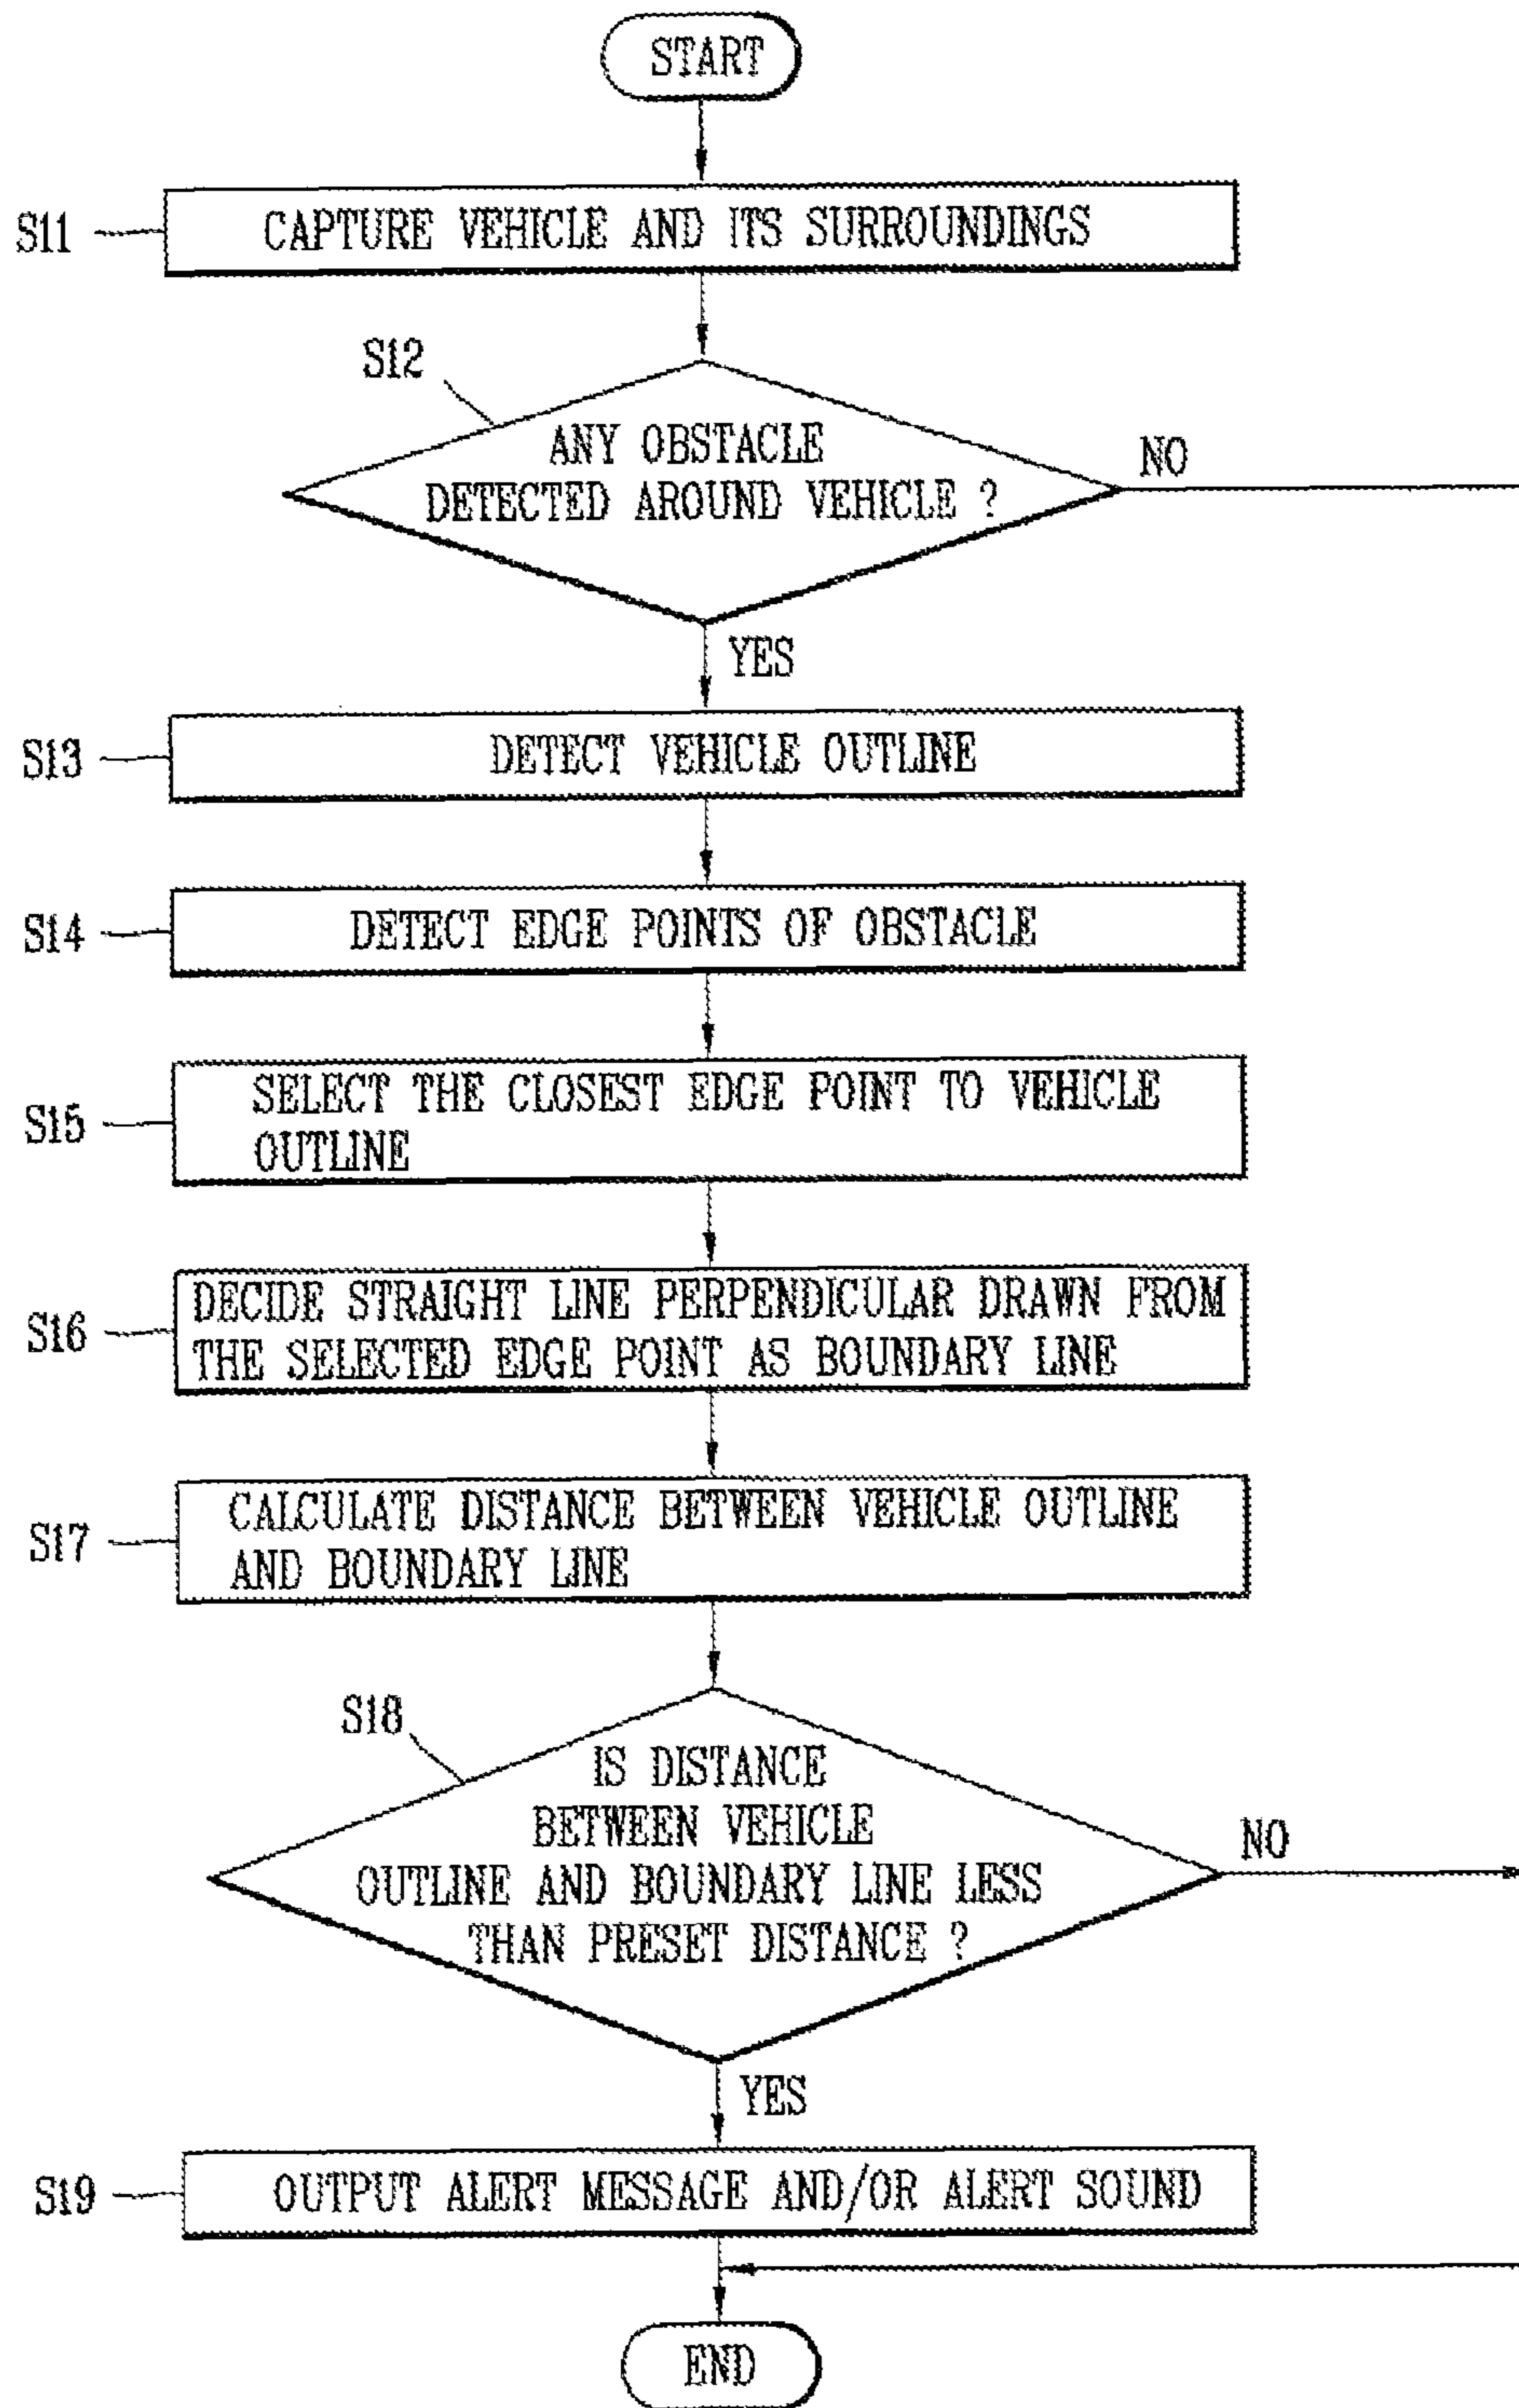 START
S11
CAPTURE VEHICLE AND ITS SURROUNDINGS
S12
ANY OBSTACLE
DETECTED AROUND VEHICLE ?
NO
YES
S13
DETECT VEHICLE OUTLINE
S14
DETECT EDGE POINTS OF OBSTACLE
S15
SELECT THE CLOSEST EDGE POINT TO VEHICLE
OUTLINE
S16
DECIDE STRAIGHT LINE PERPENDICULAR DRAWN FROM
THE SELECTED EDGE POINT AS BOUNDARY LINE
S17
CALCULATE DISTANCE BETWEEN VEHICLE OUTLINE
AND BOUNDARY LINE
S18
IS DISTANCE
BETWEEN VEHICLE
OUTLINE AND BOUNDARY LINE LESS
THAN PRESET DISTANCE ?
NO
YES
S19
OUTPUT ALERT MESSAGE AND/OR ALERT SOUND
END